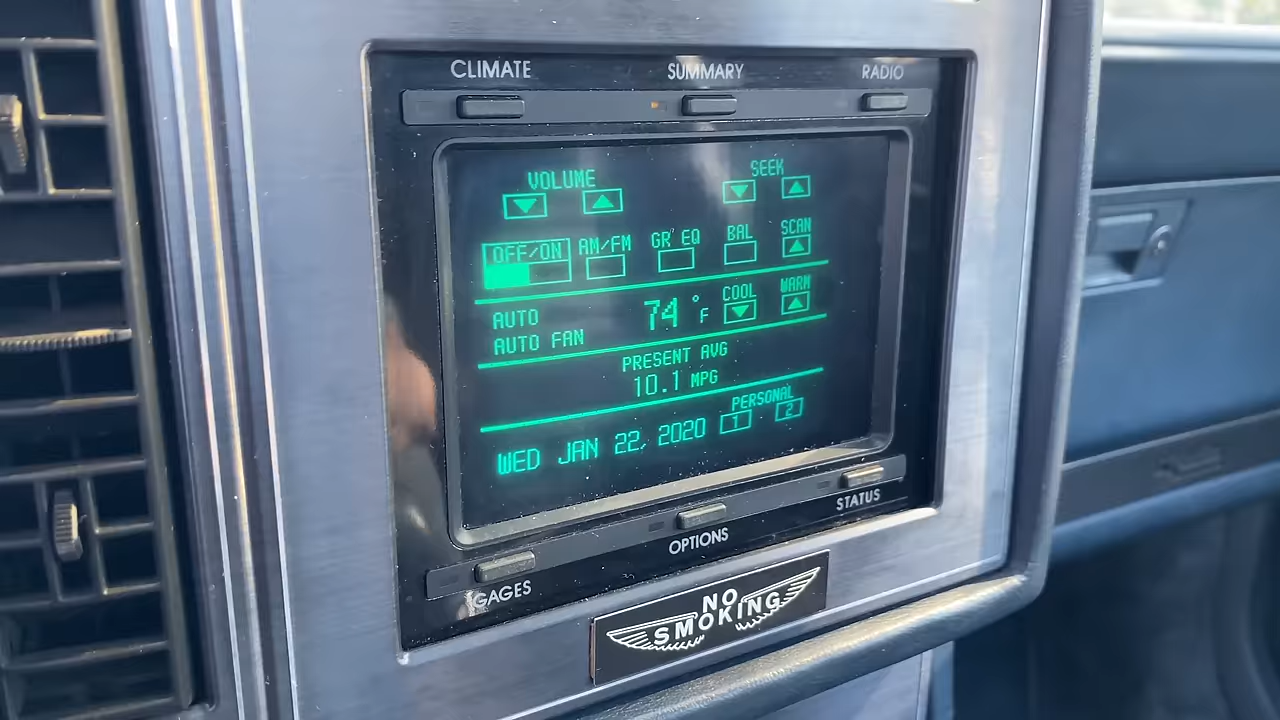 CLIMATE SUMMARY RADIO
VOLUME SEEK
OFF/ON AM/FM GR EQ BAL SCAN
AUTO 74 °F COOL WARM
AUTO FAN
PRESENT AVG
10.1 MPG
PERSONAL
WED JAN 22, 2020 1 2
GAGES OPTIONS STATUS
NO
SMOKING